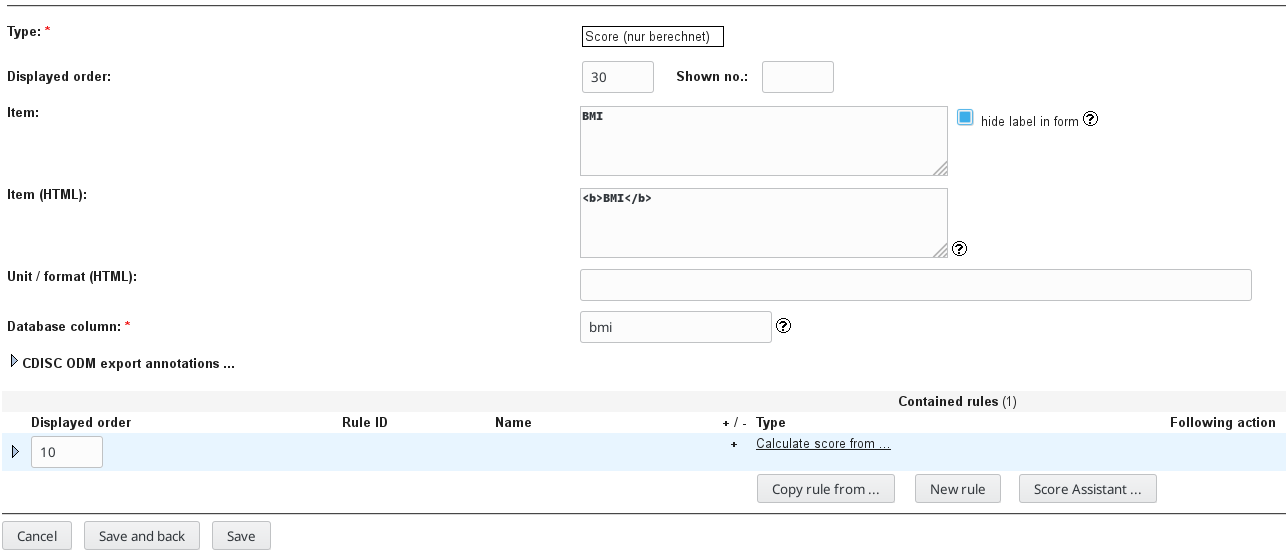 Type: *
Score (nur berechnet)
Displayed order:
30
Shown no.:
Item:
BMI
hide label in form ?
Item (HTML):
<b>BMI</b>
?
Unit / format (HTML):
Database column: *
bmi
?
CDISC ODM export annotations ...
Contained rules (1)
Displayed order
Rule ID
Name
+ / -
Type
Following action
10
+
Calculate score from ...
Copy rule from ...
New rule
Score Assistant ...
Cancel
Save and back
Save